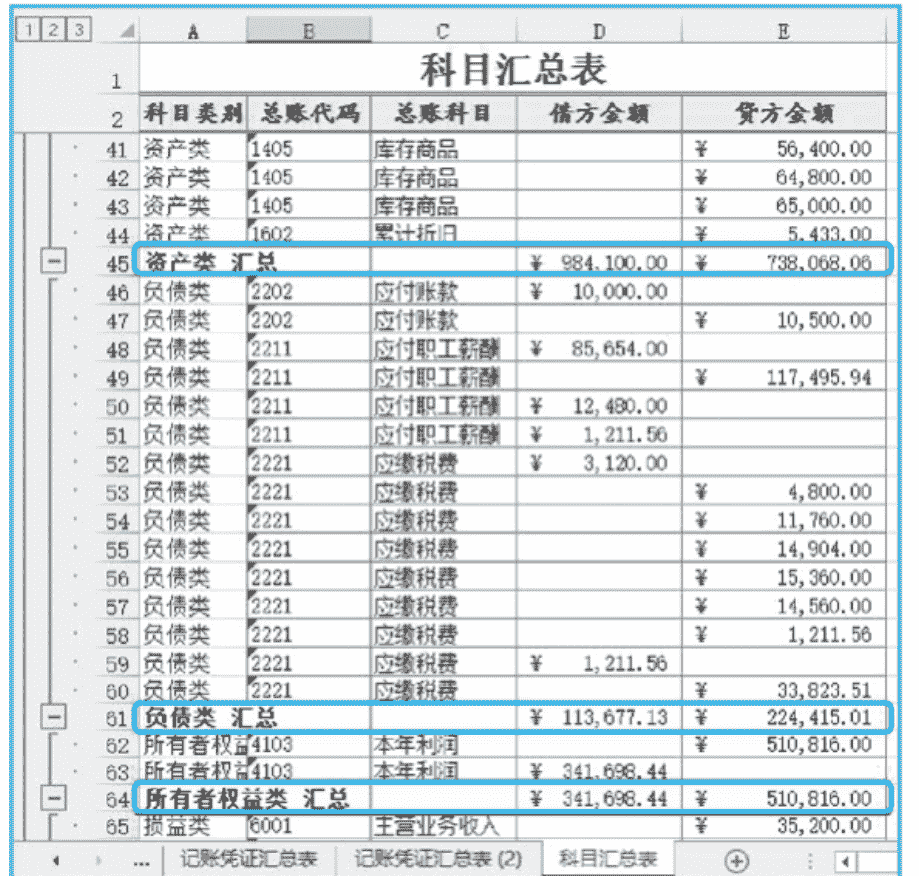 1 2 3 A B C D E
1 科目汇总表
2 科目类别 总账代码 总账科目 借方金额 贷方金额
41 资产类 1405 库存商品 ¥ 56,400.00
42 资产类 1405 库存商品 ¥ 64,800.00
43 资产类 1405 库存商品 ¥ 65,000.00
44 资产类 1602 累计折旧 ¥ 5,433.00
45 资产类 汇总 ¥ 984,100.00 ¥ 738,068.06
46 负债类 2202 应付账款 ¥ 10,000.00
47 负债类 2202 应付账款 ¥ 10,500.00
48 负债类 2211 应付职工薪酬 ¥ 85,654.00
49 负债类 2211 应付职工薪酬 ¥ 117,495.94
50 负债类 2211 应付职工薪酬 ¥ 12,480.00
51 负债类 2211 应付职工薪酬 ¥ 1,211.56
52 负债类 2221 应缴税费 ¥ 3,120.00
53 负债类 2221 应缴税费 ¥ 4,800.00
54 负债类 2221 应缴税费 ¥ 11,760.00
55 负债类 2221 应缴税费 ¥ 14,904.00
56 负债类 2221 应缴税费 ¥ 15,360.00
57 负债类 2221 应缴税费 ¥ 14,560.00
58 负债类 2221 应缴税费 ¥ 1,211.56
59 负债类 2221 应缴税费 ¥ 1,211.56
60 负债类 2221 应缴税费 ¥ 33,823.51
61 负债类 汇总 ¥ 113,677.13 ¥ 224,415.01
62 所有者权益 4103 本年利润 ¥ 510,816.00
63 所有者权益 4103 本年利润 ¥ 341,698.44
64 所有者权益类 汇总 ¥ 341,698.44 ¥ 510,816.00
65 损益类 6001 主营业务收入 ¥ 35,200.00
... 记账凭证汇总表 记账凭证汇总表 (2) 科目汇总表